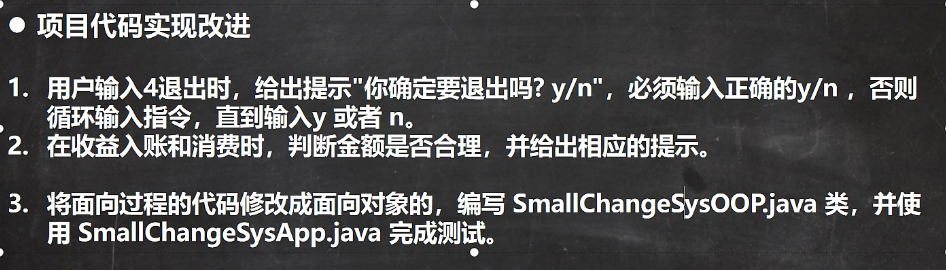 ● 项目代码实现改进
1. 用户输入4退出时，给出提示"你确定要退出吗? y/n"，必须输入正确的y/n ，否则
循环输入指令，直到输入y 或者 n。
2. 在收益入账和消费时，判断金额是否合理，并给出相应的提示。
3. 将面向过程的代码修改成面向对象的，编写 SmallChangeSysOOP.java 类，并使
用 SmallChangeSysApp.java 完成测试。